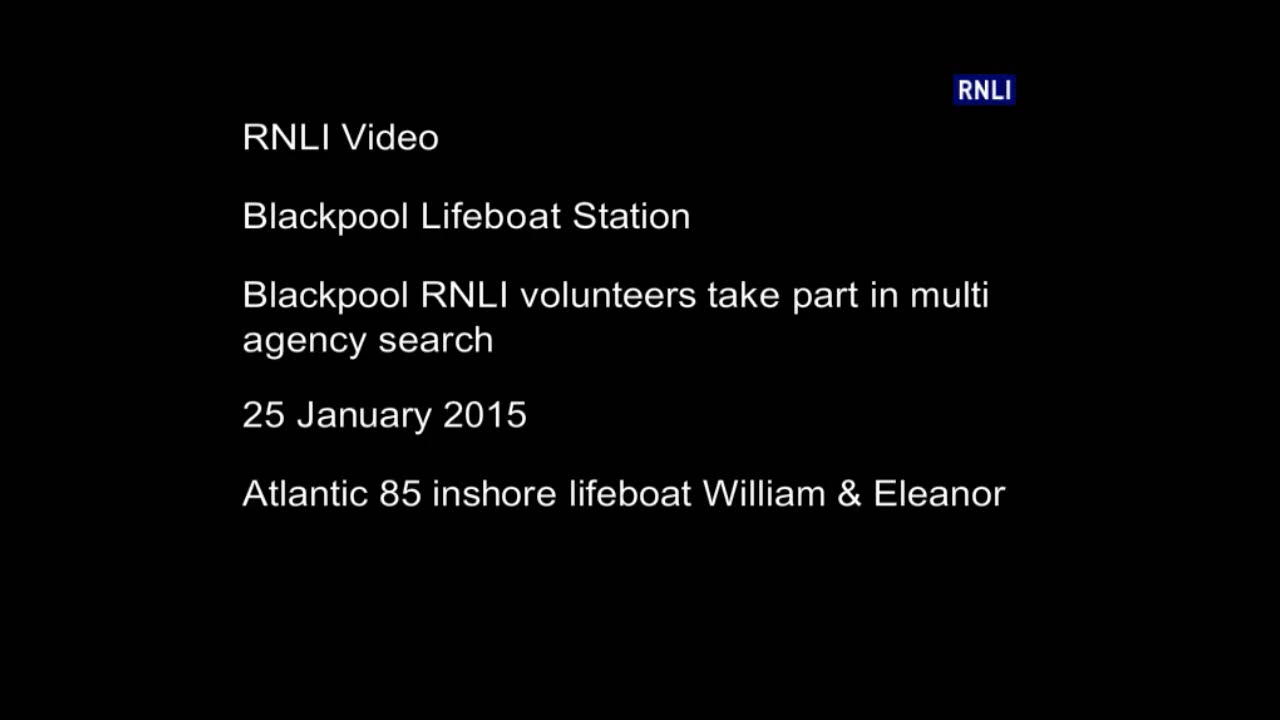 RNLI
RNLI Video
Blackpool Lifeboat Station
Blackpool RNLI volunteers take part in multi
agency search
25 January 2015
Atlantic 85 inshore lifeboat William & Eleanor